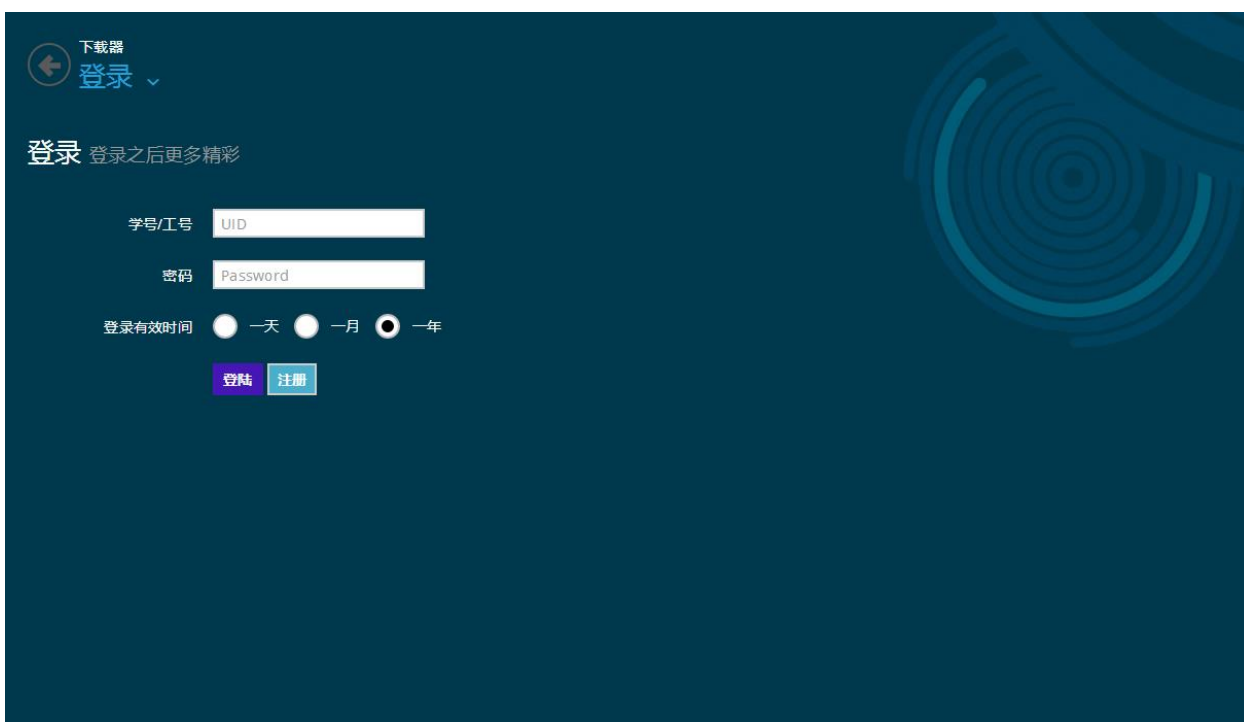 下载器
登录
登录 登录之后更多精彩
学号/工号 UID
密码 Password
登录有效时间 一天 一月 一年
登陆 注册